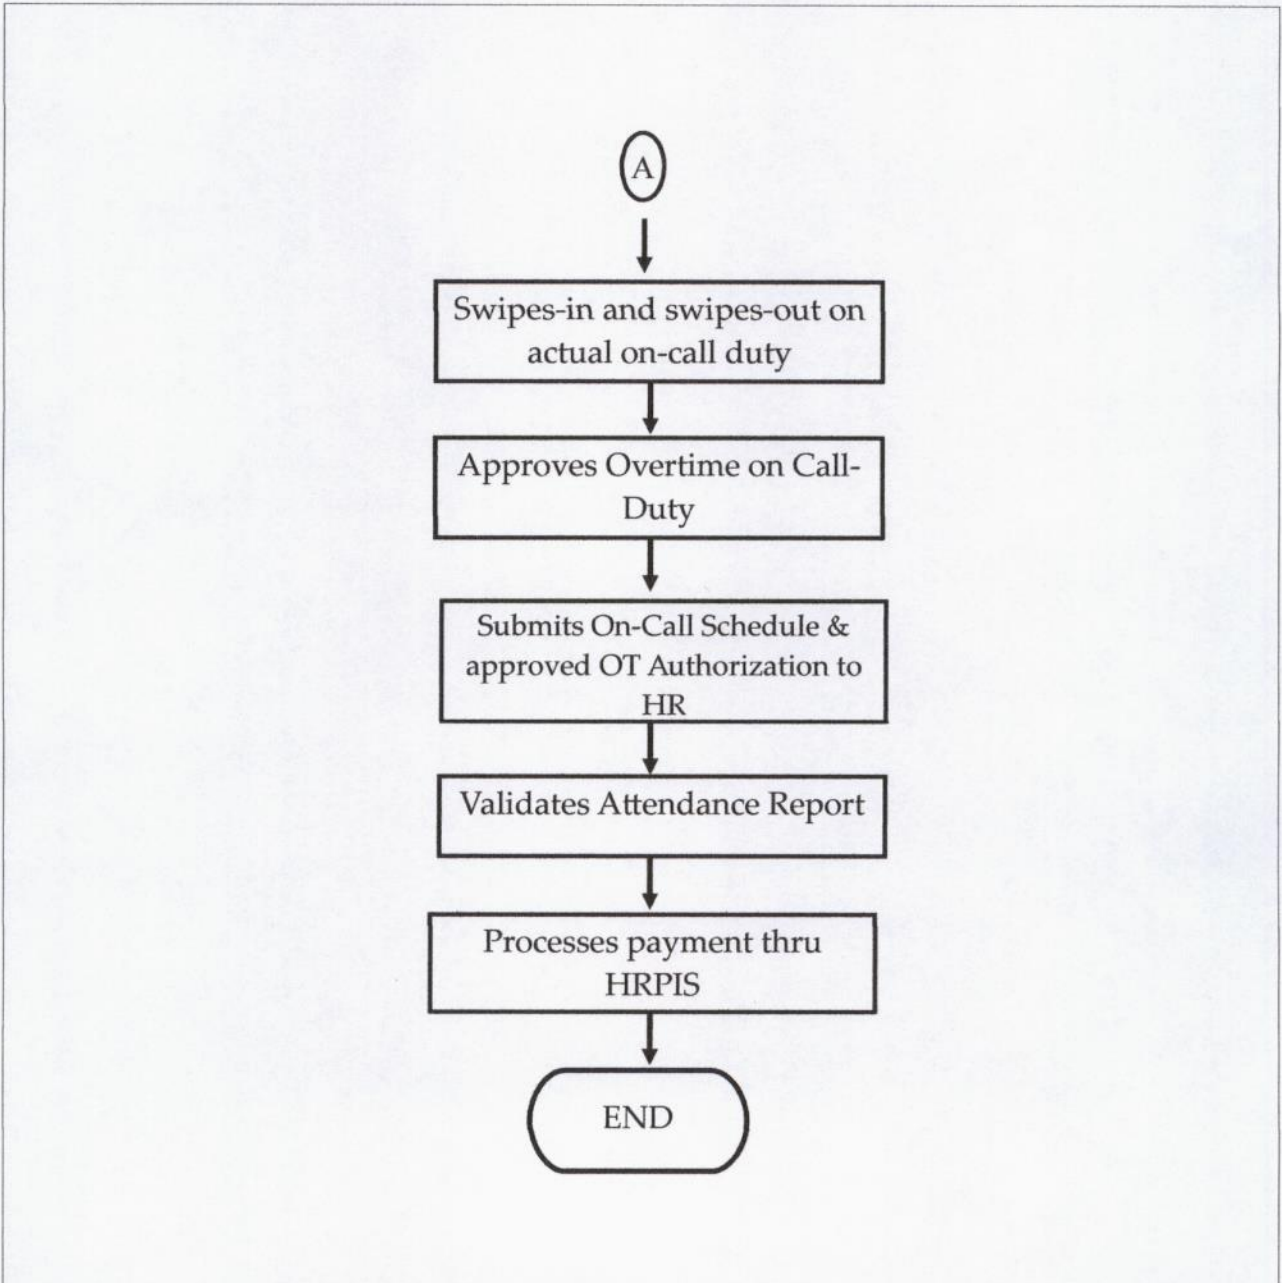 A
Swipes-in and swipes-out on
actual on-call duty
Approves Overtime on Call-
Duty
Submits On-Call Schedule &
approved OT Authorization to
HR
Validates Attendance Report
Processes payment thru
HRPIS
END